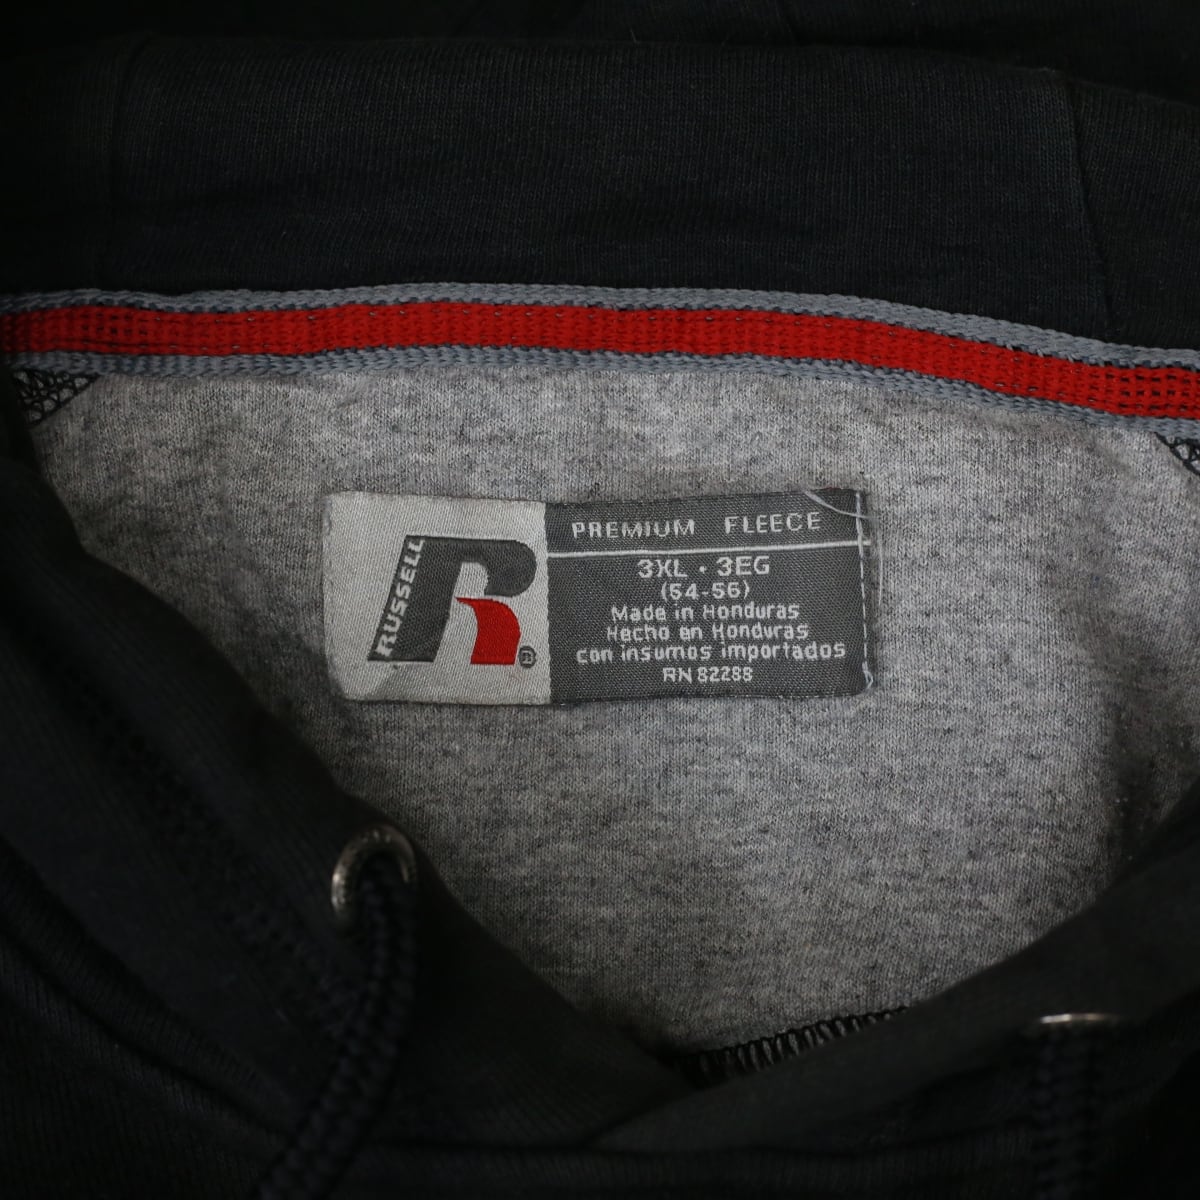 RUSSELL
R
PREMIUM FLEECE
3XL · 3EG
(54-56)
Made in Honduras
Hecho en Honduras
con insumos importados
RN 82288